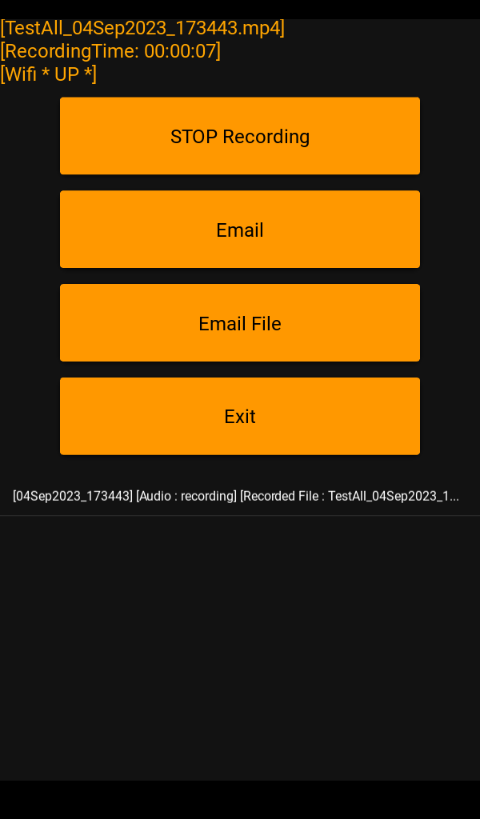 [TestAll_04Sep2023_173443.mp4]
[RecordingTime: 00:00:07]
[Wifi * UP *]
STOP Recording
Email
Email File
Exit
[04Sep2023_173443] [Audio : recording] [Recorded File : TestAll_04Sep2023_1...